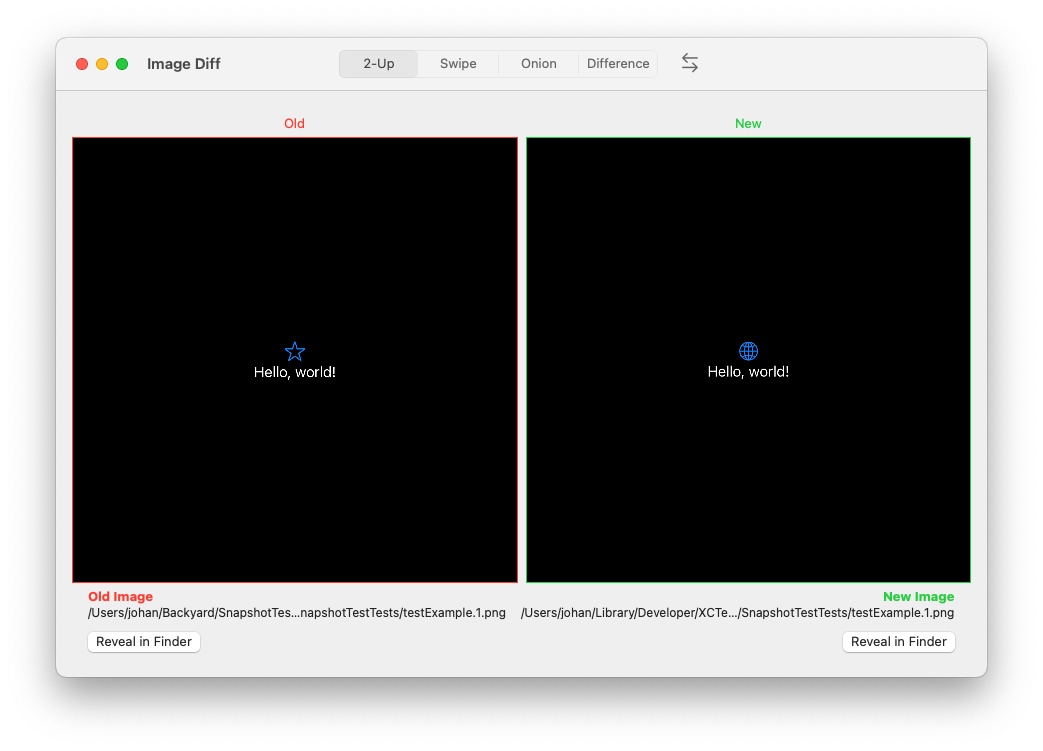 Image Diff
2-Up
Swipe
Onion
Difference
Old
New
Hello, world!
Hello, world!
Old Image
/Users/johan/Backyard/SnapshotTes...napshotTestTests/testExample.1.png
Reveal in Finder
New Image
/Users/johan/Library/Developer/XCTe.../SnapshotTestTests/testExample.1.png
Reveal in Finder